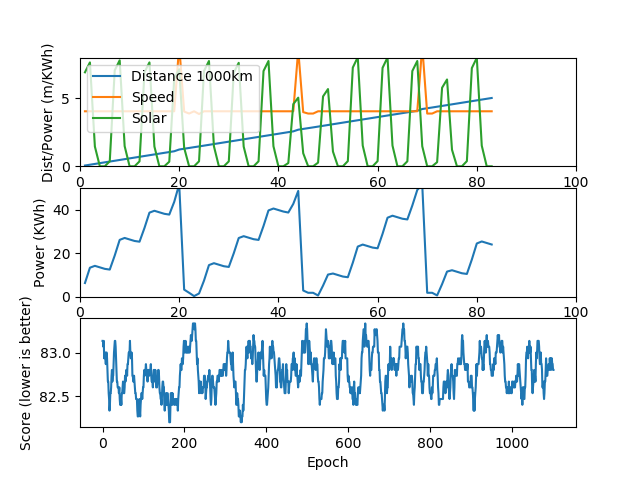 Dist/Power (m/KWh)
5
0
Distance 1000km
Speed
Solar
0 20 40 60 80 100
Power (KWh)
40
20
0
0 20 40 60 80 100
Score (lower is better)
83.0
82.5
0 200 400 600 800 1000
Epoch